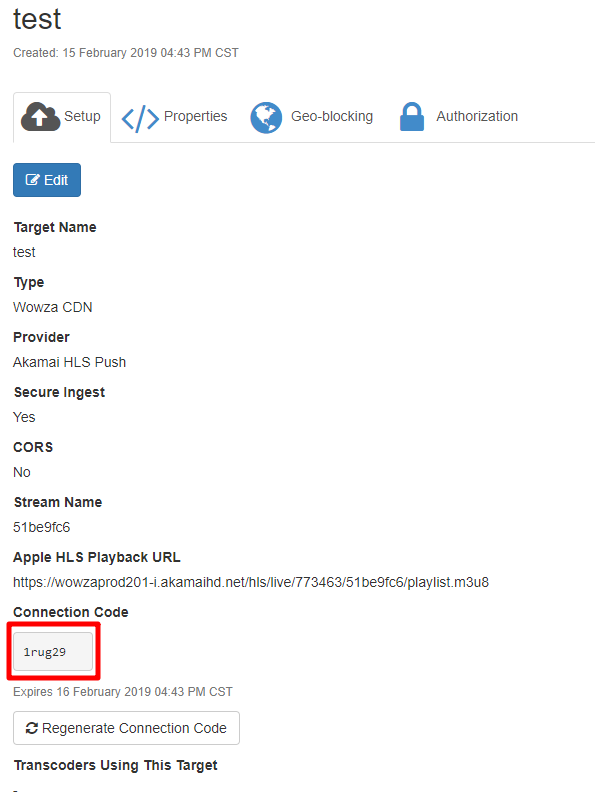 test
Created: 15 February 2019 04:43 PM CST
Setup Properties Geo-blocking Authorization
Edit
Target Name
test
Type
Wowza CDN
Provider
Akamai HLS Push
Secure Ingest
Yes
CORS
No
Stream Name
51be9fc6
Apple HLS Playback URL
https://wowzaprod201-i.akamaihd.net/hls/live/773463/51be9fc6/playlist.m3u8
Connection Code
1rug29
Expires 16 February 2019 04:43 PM CST
Regenerate Connection Code
Transcoders Using This Target
-